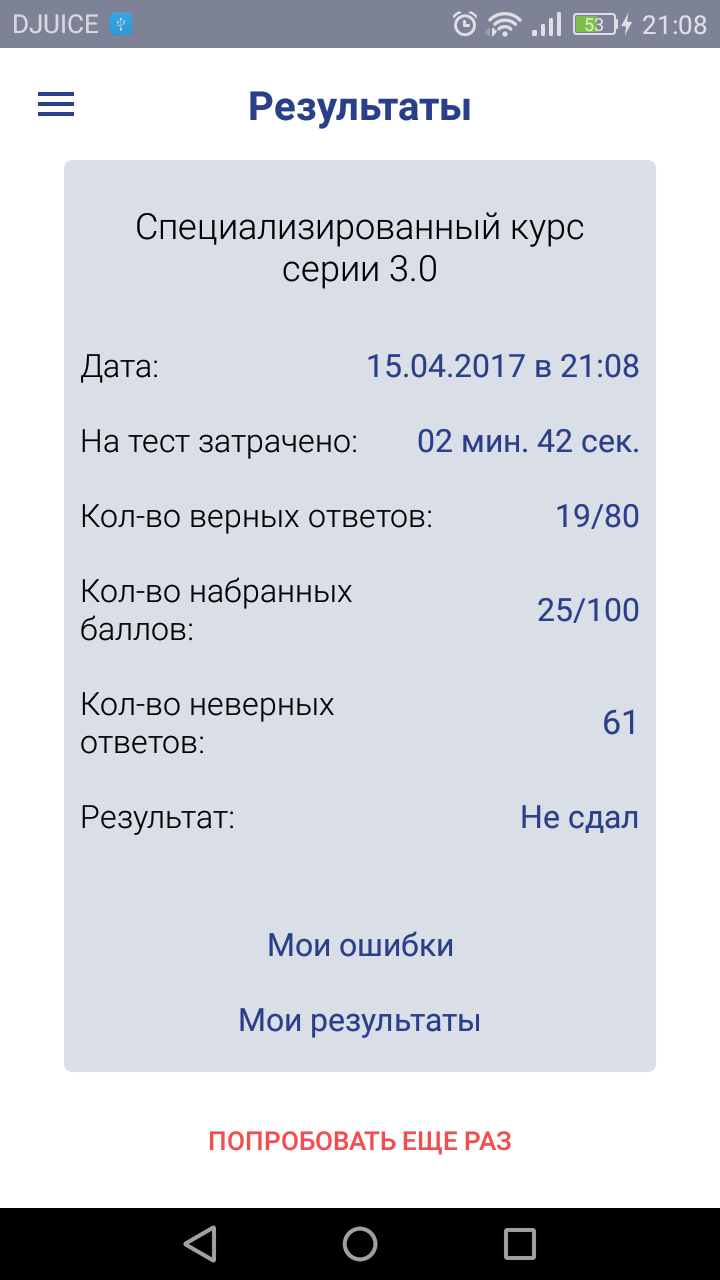 DJUICE 53 21:08
Результаты
Специализированный курс
серии 3.0
Дата: 15.04.2017 в 21:08
На тест затрачено: 02 мин. 42 сек.
Кол-во верных ответов: 19/80
Кол-во набранных
баллов: 25/100
Кол-во неверных
ответов: 61
Результат: Не сдал
Мои ошибки
Мои результаты
ПОПРОБОВАТЬ ЕЩЕ РАЗ